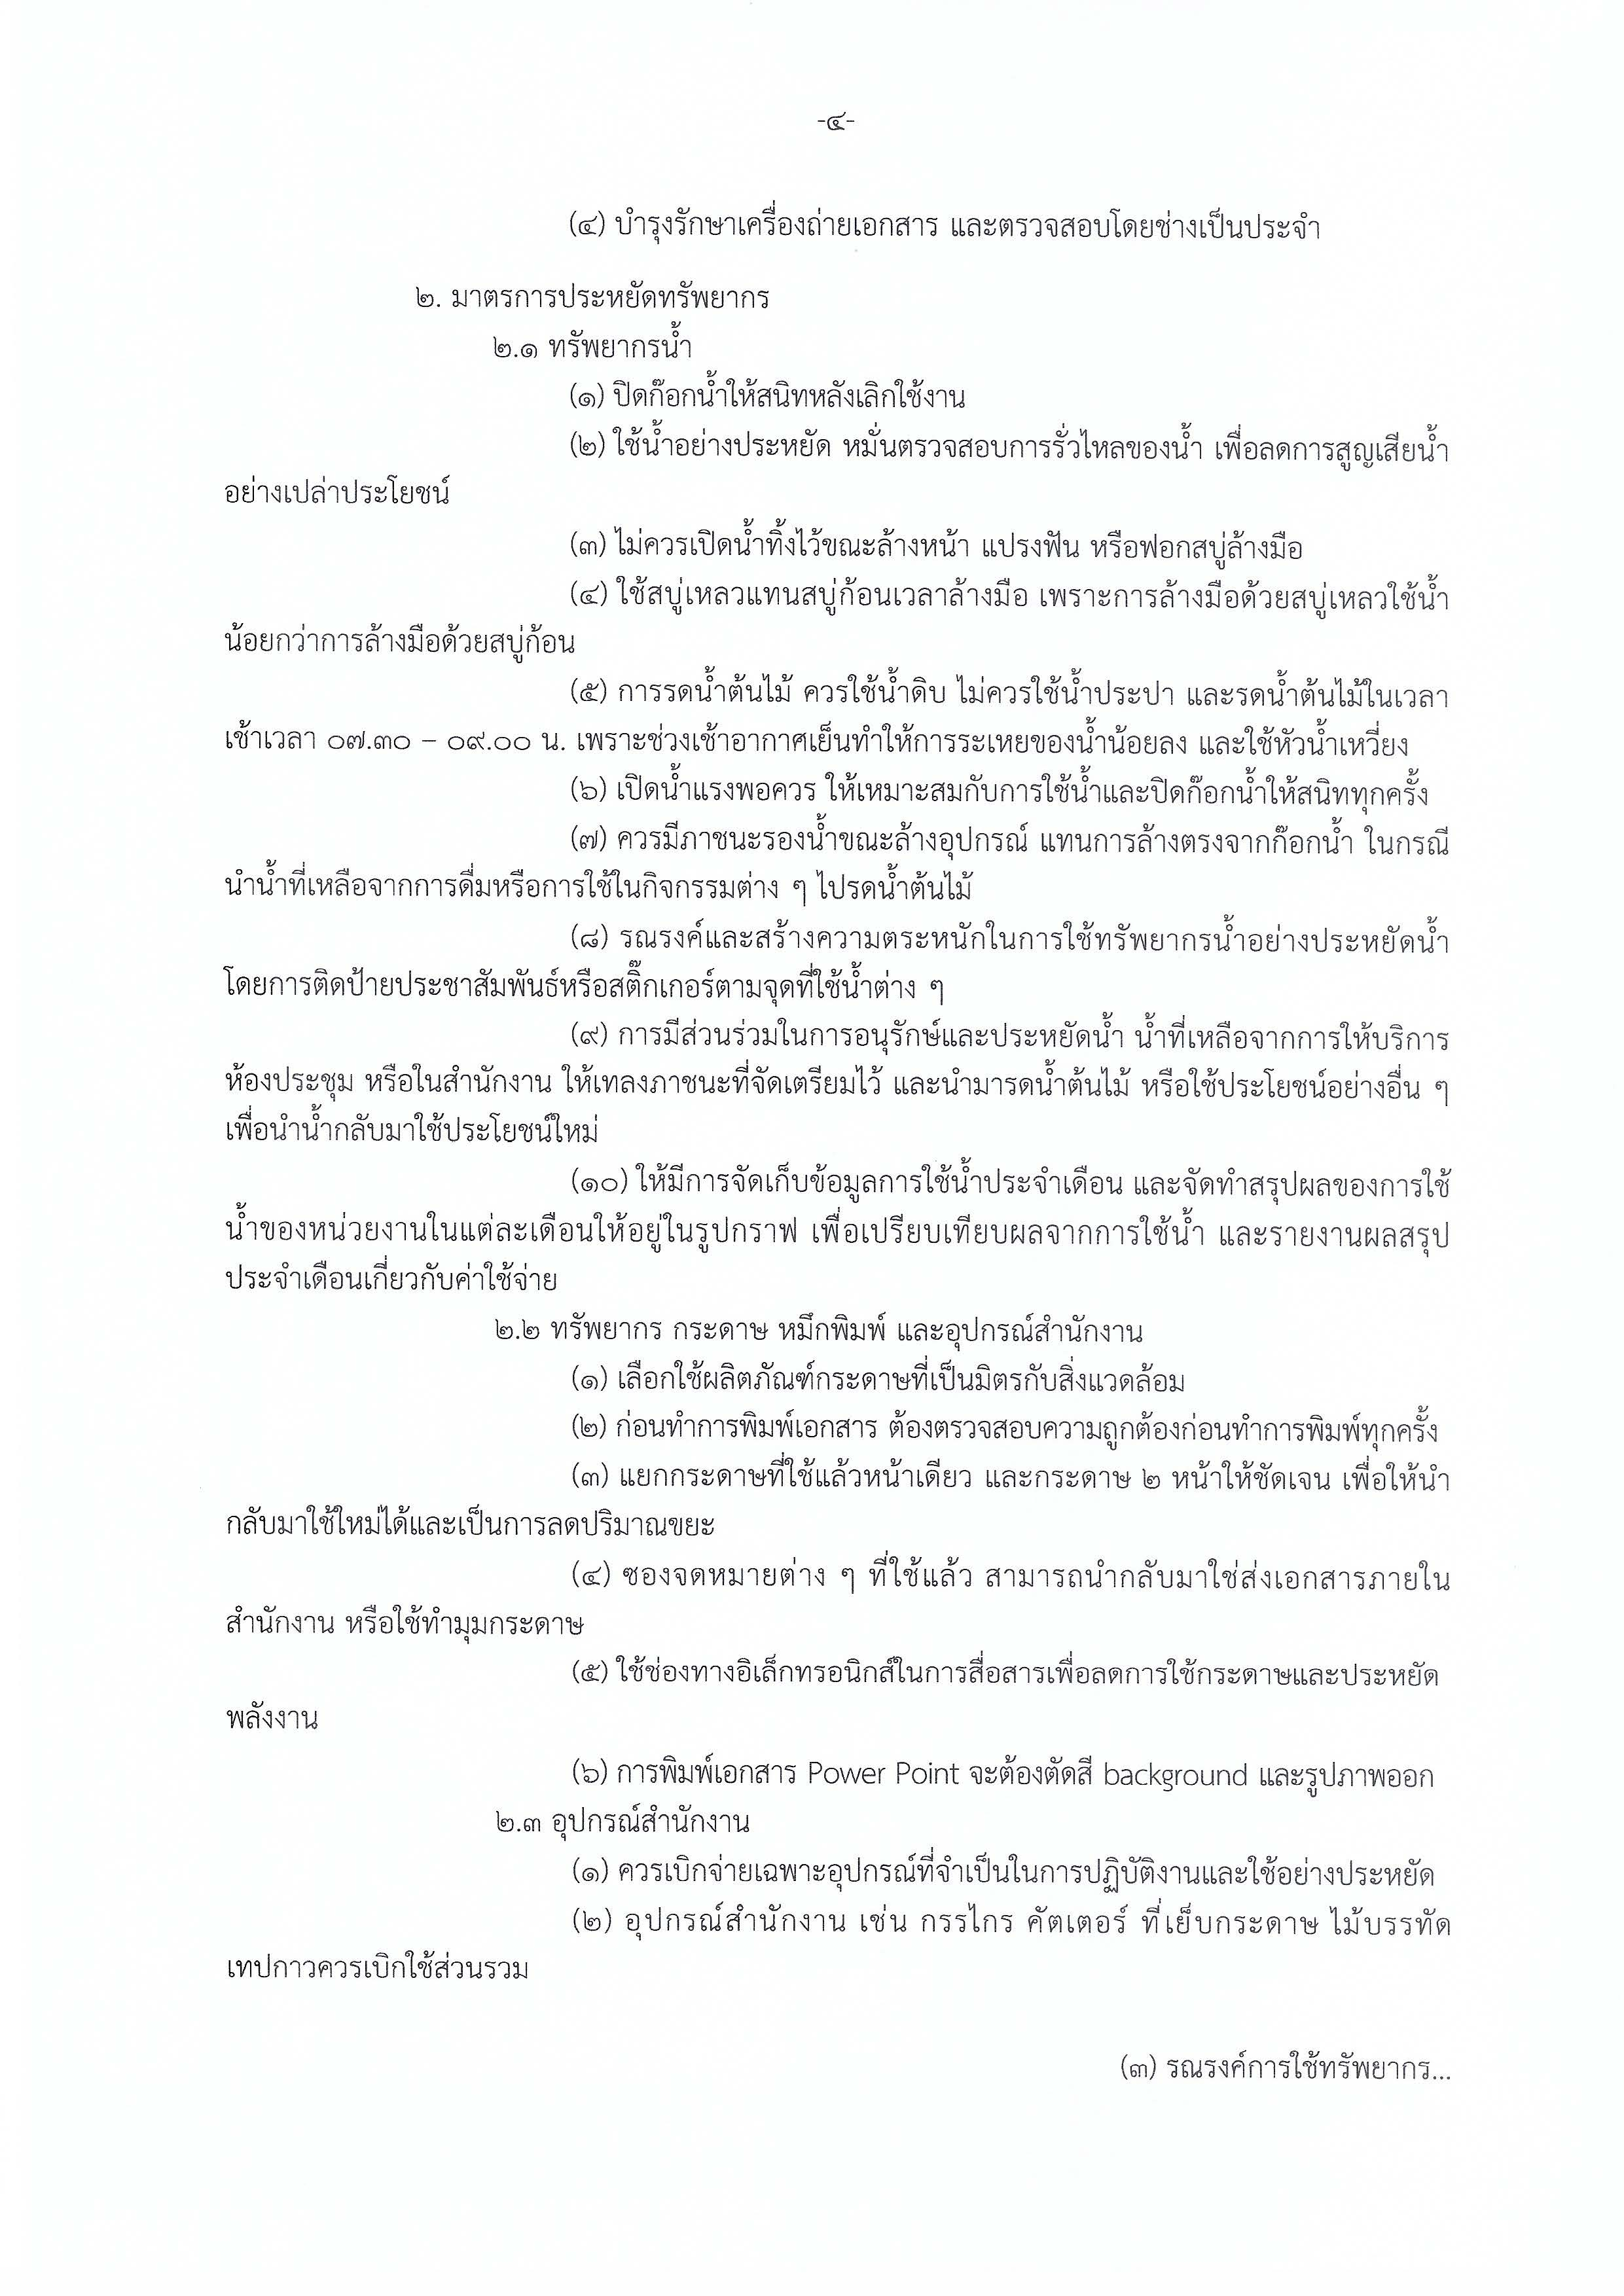 -๔-
(๔) บำรุงรักษาเครื่องถ่ายเอกสาร และตรวจสอบโดยช่างเป็นประจำ
๒. มาตรการประหยัดทรัพยากร
๒.๑ ทรัพยากรน้ำ
(๑) ปิดก๊อกน้ำให้สนิทหลังเลิกใช้งาน
(๒) ใช้น้ำอย่างประหยัด หมั่นตรวจสอบการรั่วไหลของน้ำ เพื่อลดการสูญเสียน้ำ
อย่างเปล่าประโยชน์
(๓) ไม่ควรเปิดน้ำทิ้งไว้ขณะล้างหน้า แปรงฟัน หรือฟอกสบู่ล้างมือ
(๔) ใช้สบู่เหลวแทนสบู่ก้อนเวลาล้างมือ เพราะการล้างมือด้วยสบู่เหลวใช้น้ำ
น้อยกว่าการล้างมือด้วยสบู่ก้อน
(๕) การรดน้ำต้นไม้ ควรใช้น้ำดิบ ไม่ควรใช้น้ำประปา และรดน้ำต้นไม้ในเวลา
เช้าเวลา ๐๗.๓๐ – ๐๙.๐๐ น. เพราะช่วงเช้าอากาศเย็นทำให้การระเหยของน้ำน้อยลง และใช้หัวน้ำเหวี่ยง
(๖) เปิดน้ำแรงพอควร ให้เหมาะสมกับการใช้น้ำและปิดก๊อกน้ำให้สนิททุกครั้ง
(๗) ควรมีภาชนะรองน้ำขณะล้างอุปกรณ์ แทนการล้างตรงจากก๊อกน้ำ ในกรณี
นำน้ำที่เหลือจากการดื่มหรือการใช้ในกิจกรรมต่าง ๆ ไปรดน้ำต้นไม้
(๘) รณรงค์และสร้างความตระหนักในการใช้ทรัพยากรน้ำอย่างประหยัดน้ำ
โดยการติดป้ายประชาสัมพันธ์หรือสติ๊กเกอร์ตามจุดที่ใช้น้ำต่าง ๆ
(๙) การมีส่วนร่วมในการอนุรักษ์และประหยัดน้ำ น้ำที่เหลือจากการให้บริการ
ห้องประชุม หรือในสำนักงาน ให้เทลงภาชนะที่จัดเตรียมไว้ และนำมารดน้ำต้นไม้ หรือใช้ประโยชน์อย่างอื่น ๆ
เพื่อนำน้ำกลับมาใช้ประโยชน์ใหม่
(๑๐) ให้มีการจัดเก็บข้อมูลการใช้น้ำประจำเดือน และจัดทำสรุปผลของการใช้
น้ำของหน่วยงานในแต่ละเดือนให้อยู่ในรูปกราฟ เพื่อเปรียบเทียบผลจากการใช้น้ำ และรายงานผลสรุป
ประจำเดือนเกี่ยวกับค่าใช้จ่าย
๒.๒ ทรัพยากร กระดาษ หมึกพิมพ์ และอุปกรณ์สำนักงาน
(๑) เลือกใช้ผลิตภัณฑ์กระดาษที่เป็นมิตรกับสิ่งแวดล้อม
(๒) ก่อนทำการพิมพ์เอกสาร ต้องตรวจสอบความถูกต้องก่อนทำการพิมพ์ทุกครั้ง
(๓) แยกกระดาษที่ใช้แล้วหน้าเดียว และกระดาษ ๒ หน้าให้ชัดเจน เพื่อให้นำ
กลับมาใช้ใหม่ได้และเป็นการลดปริมาณขยะ
(๔) ซองจดหมายต่าง ๆ ที่ใช้แล้ว สามารถนำกลับมาใช่ส่งเอกสารภายใน
สำนักงาน หรือใช้ทำมุมกระดาษ
(๕) ใช้ช่องทางอิเล็กทรอนิกส์ในการสื่อสารเพื่อลดการใช้กระดาษและประหยัด
พลังงาน
(๖) การพิมพ์เอกสาร Power Point จะต้องตัดสี background และรูปภาพออก
๒.๓ อุปกรณ์สำนักงาน
(๑) ควรเบิกจ่ายเฉพาะอุปกรณ์ที่จำเป็นในการปฏิบัติงานและใช้อย่างประหยัด
(๒) อุปกรณ์สำนักงาน เช่น กรรไกร คัตเตอร์ ที่เย็บกระดาษ ไม้บรรทัด
เทปกาวควรเบิกใช้ส่วนรวม
(๓) รณรงค์การใช้ทรัพยากร...